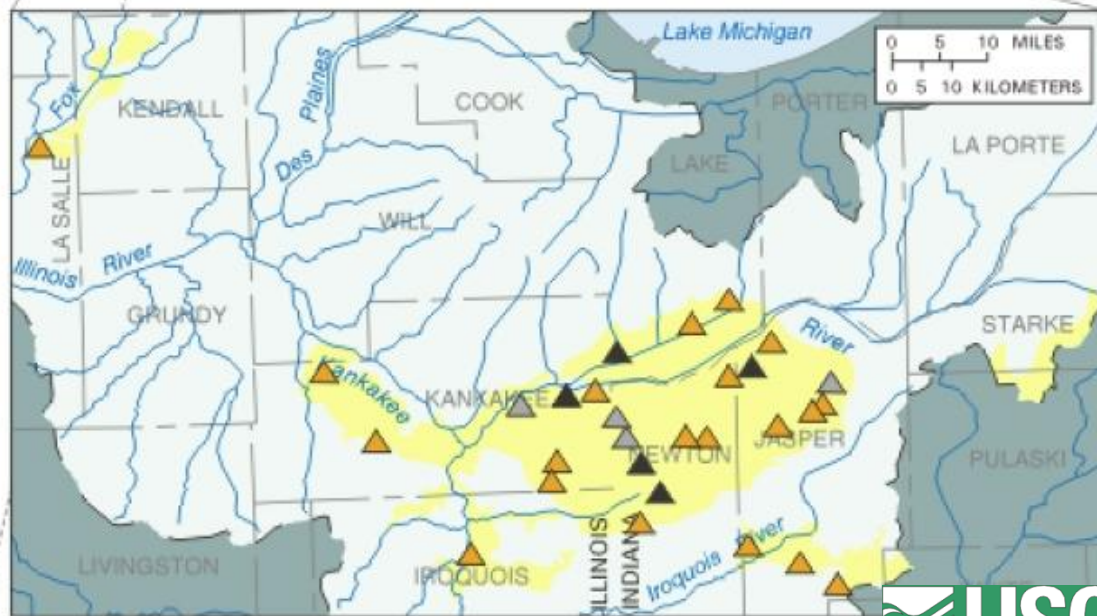 Lake Michigan
0 5 10 MILES
0 5 10 KILOMETERS
Fox
KENDALL
Plaines
Des
COOK
PORTER
LAKE
LA PORTE
LA SALLE
WILL
Illinois River
GRUNDY
River
STARKE
Kankakee
KANKAKEE
NEWTON
JASPER
PULASKI
ILLINOIS
INDIANA
LIVINGSTON
IROQUOIS
Iroquois River